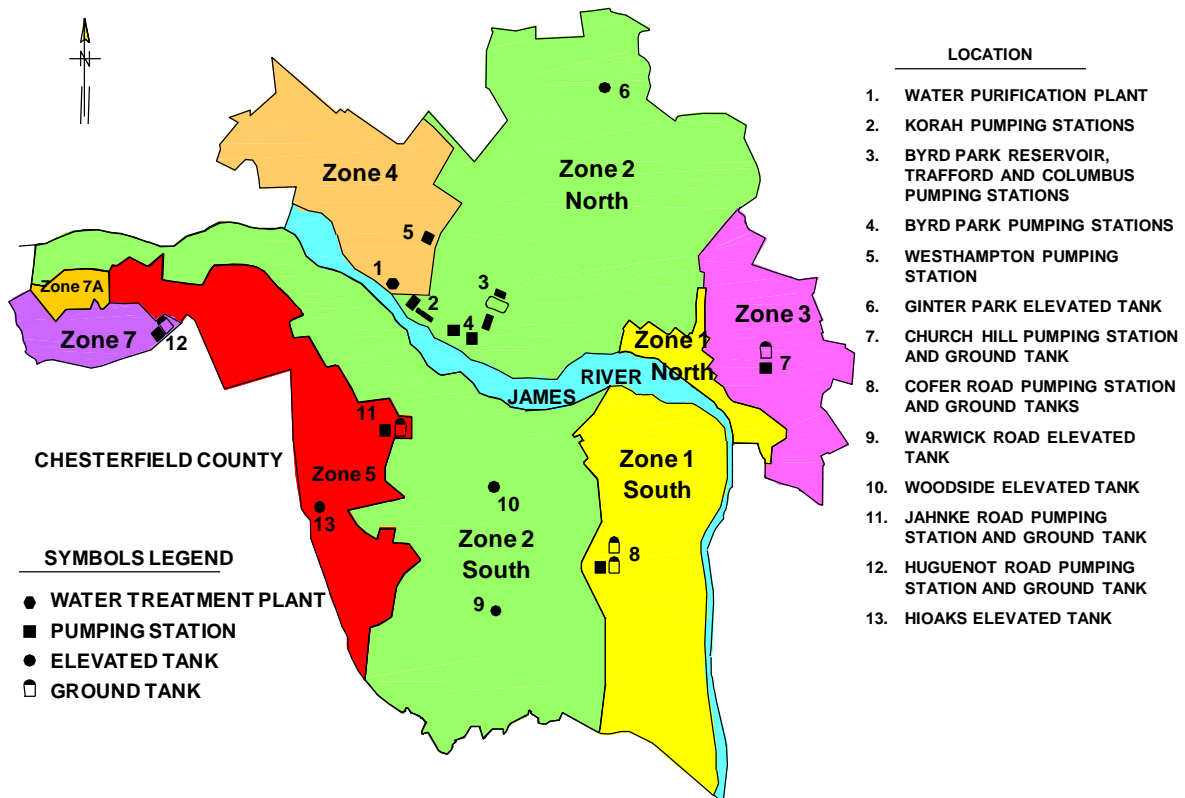 N
Zone 4
Zone 2
North
6
5
1
2
3
4
Zone 7A
Zone 7
12
Zone 3
7
Zone 1
North
JAMES
RIVER
11
CHESTERFIELD COUNTY
Zone 5
13
10
Zone 1
South
8
Zone 2
South
9
SYMBOLS LEGEND
WATER TREATMENT PLANT
PUMPING STATION
ELEVATED TANK
GROUND TANK
LOCATION
1. WATER PURIFICATION PLANT
2. KORAH PUMPING STATIONS
3. BYRD PARK RESERVOIR,
TRAFFORD AND COLUMBUS
PUMPING STATIONS
4. BYRD PARK PUMPING STATIONS
5. WESTHAMPTON PUMPING
STATION
6. GINTER PARK ELEVATED TANK
7. CHURCH HILL PUMPING STATION
AND GROUND TANK
8. COFER ROAD PUMPING STATION
AND GROUND TANKS
9. WARWICK ROAD ELEVATED
TANK
10. WOODSIDE ELEVATED TANK
11. JAHNKE ROAD PUMPING
STATION AND GROUND TANK
12. HUGUENOT ROAD PUMPING
STATION AND GROUND TANK
13. HIOAKS ELEVATED TANK